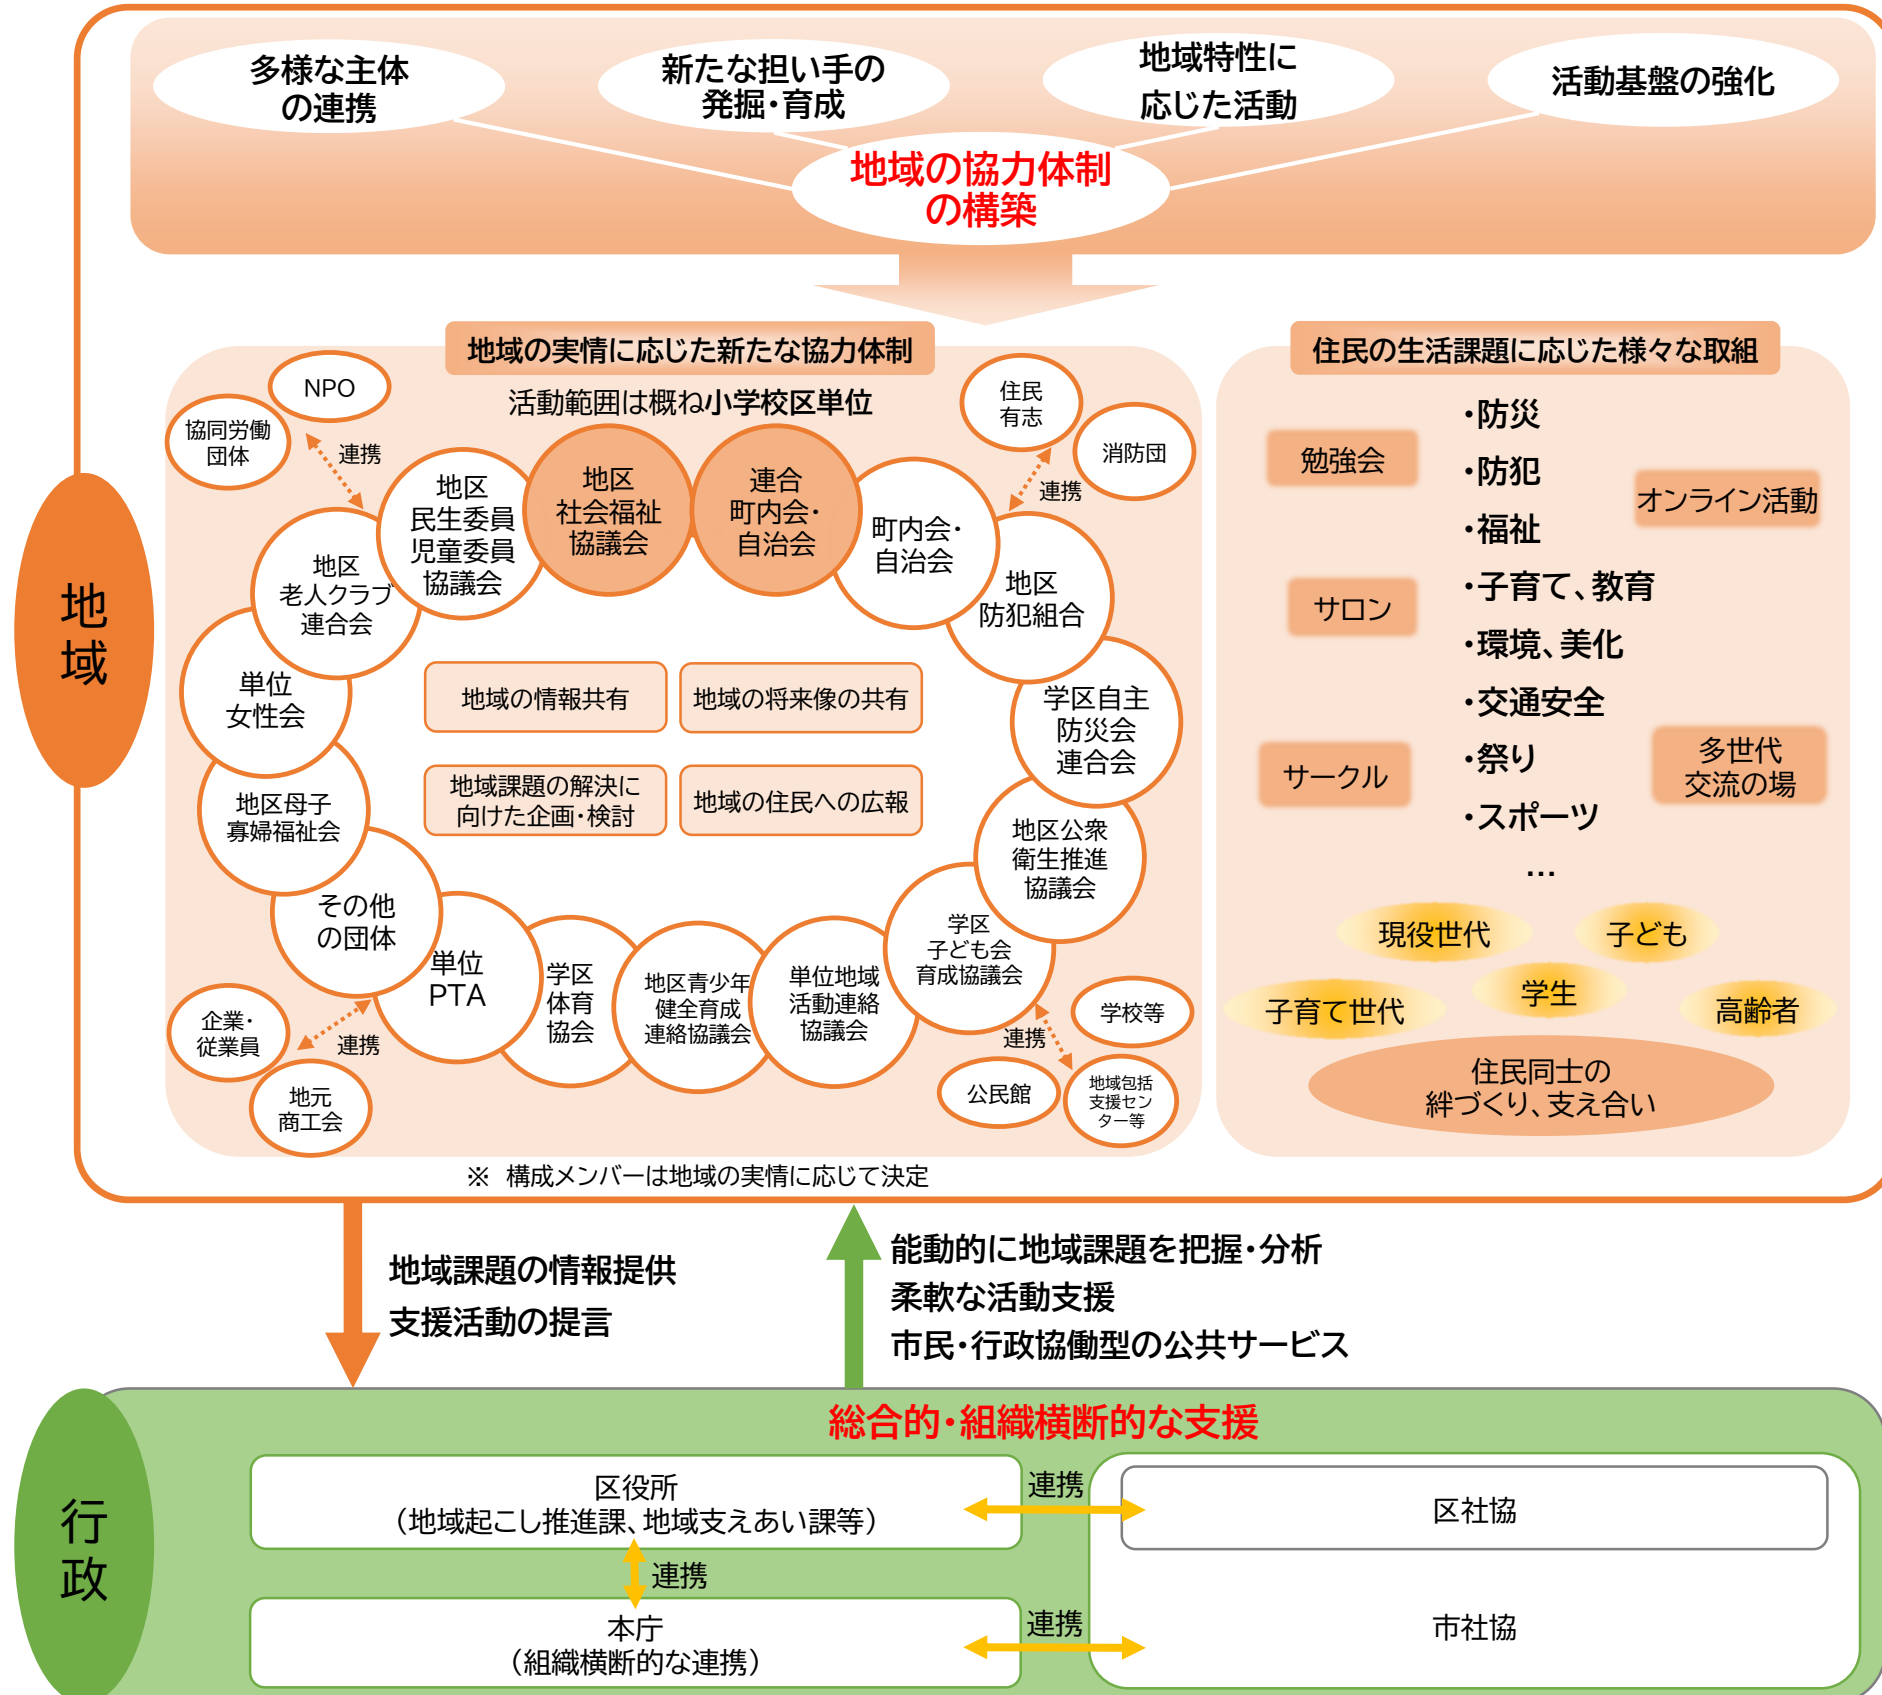 多様な主体
の連携
新たな担い手の
発掘・育成
地域特性に
応じた活動
活動基盤の強化
地域の協力体制
の構築
地域
地域の実情に応じた新たな協力体制
活動範囲は概ね小学校区単位
NPO
協同労働
団体
連携
住民
有志
消防団
連携
地区
民生委員
児童委員
協議会
地区
社会福祉
協議会
連合
町内会・
自治会
町内会・
自治会
地区
防犯組合
地区
老人クラブ
連合会
単位
女性会
学区自主
防災会
連合会
地域の情報共有
地域の将来像の共有
地域課題の解決に
向けた企画・検討
地域の住民への広報
地区母子
寡婦福祉会
地区公衆
衛生推進
協議会
その他
の団体
単位
PTA
学区
体育
協会
地区青少年
健全育成
連絡協議会
単位地域
活動連絡
協議会
学区
子ども会
育成協議会
企業・
従業員
連携
地元
商工会
連携
学校等
公民館
地域包括
支援セン
ター等
※ 構成メンバーは地域の実情に応じて決定
住民の生活課題に応じた様々な取組
・防災
・防犯
・福祉
・子育て、教育
・環境、美化
・交通安全
・祭り
・スポーツ
…
勉強会
オンライン活動
サロン
サークル
多世代
交流の場
現役世代
子ども
子育て世代
学生
高齢者
住民同士の
絆づくり、支え合い
地域課題の情報提供
支援活動の提言
能動的に地域課題を把握・分析
柔軟な活動支援
市民・行政協働型の公共サービス
行政
総合的・組織横断的な支援
区役所
（地域起こし推進課、地域支えあい課等）
連携
区社協
連携
本庁
（組織横断的な連携）
連携
市社協